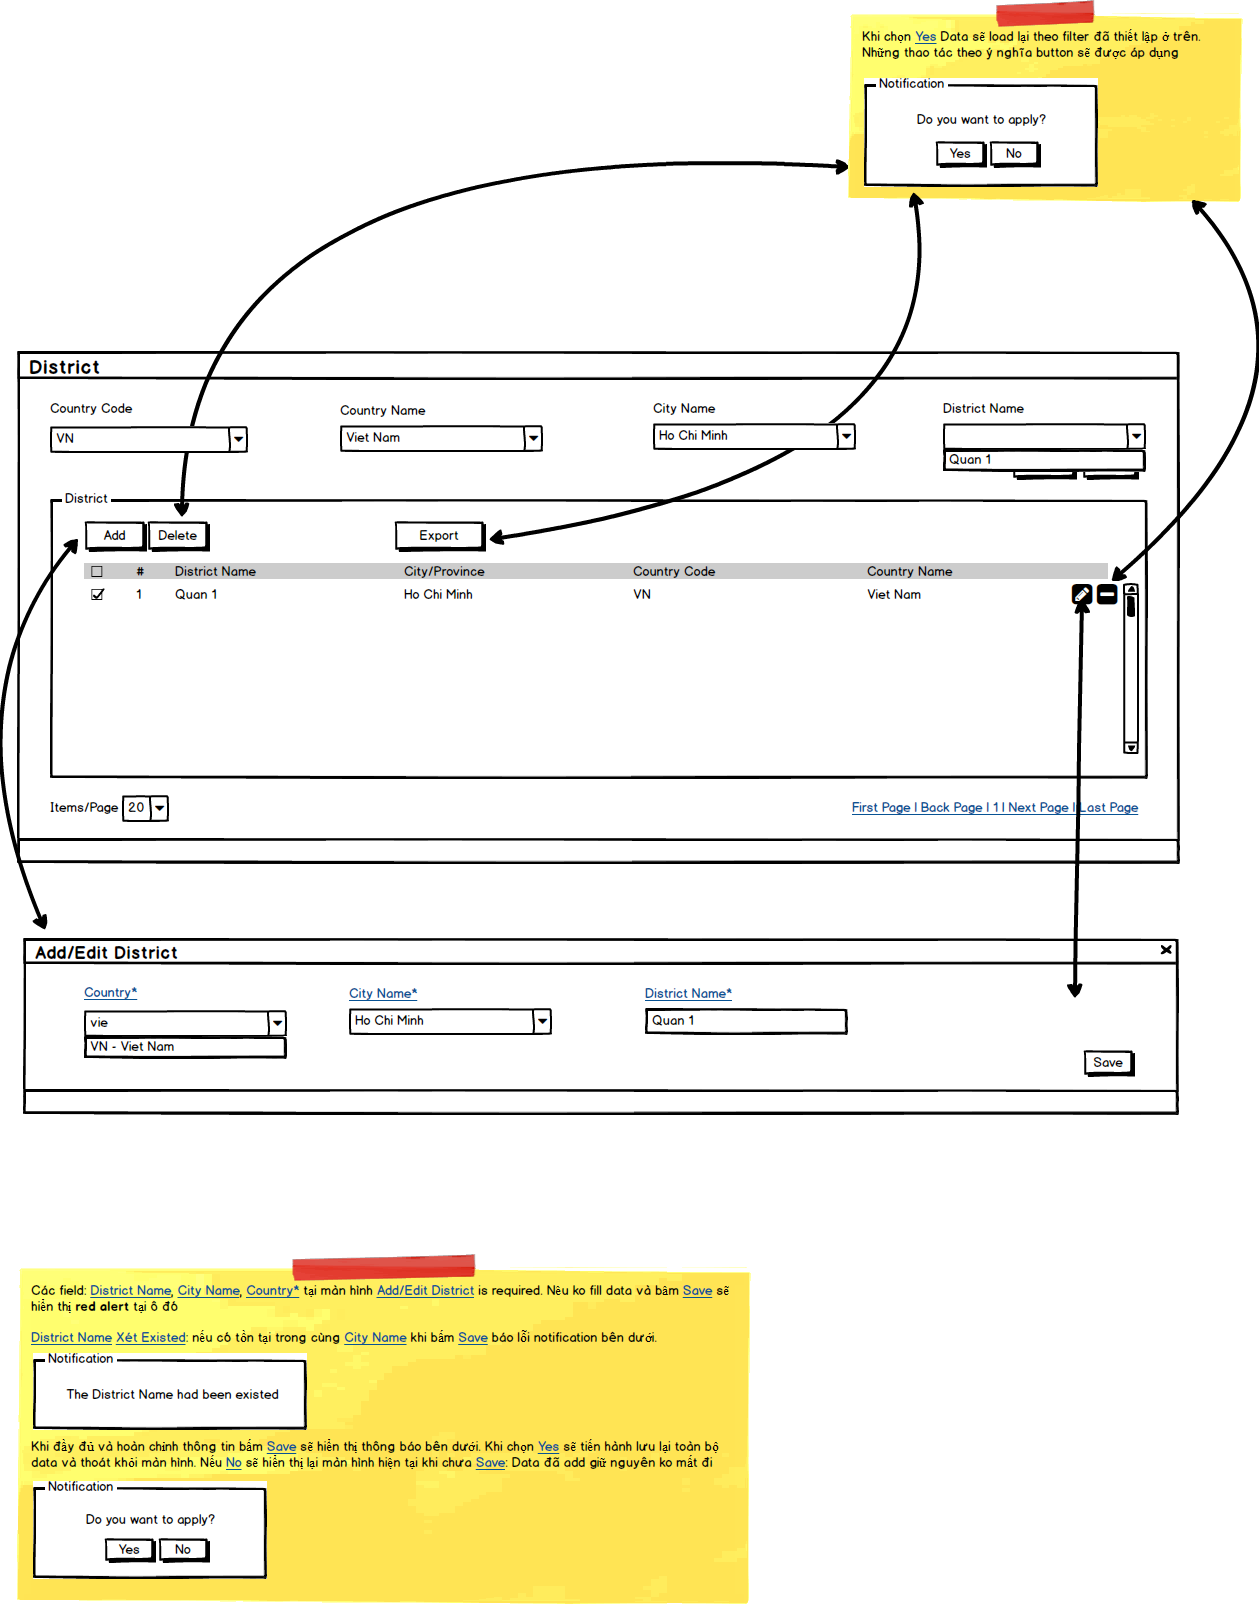 Khi chọn Yes Data sẽ load lại theo filter đã thiết lập ở trên.
Những thao tác theo ý nghĩa button sẽ được áp dụng
Notification
Do you want to apply?
Yes No
District
Country Code Country Name City Name District Name
VN Viet Nam Ho Chi Minh
Quan 1
District
Add Delete Export
# District Name City/Province Country Code Country Name
1 Quan 1 Ho Chi Minh VN Viet Nam
Items/Page 20 First Page | Back Page | 1 | Next Page | Last Page
Add/Edit District
Country* City Name* District Name*
vie Ho Chi Minh Quan 1
VN - Viet Nam
Save
Các field: District Name, City Name, Country* tại màn hình Add/Edit District is required. Nếu ko fill data và bấm Save sẽ
hiển thị red alert tại ô đó
District Name Xét Existed: nếu có tồn tại trong cùng City Name khi bấm Save báo lỗi notification bên dưới.
Notification
The District Name had been existed
Khi đầy đủ và hoàn chỉnh thông tin bấm Save sẽ hiển thị thông báo bên dưới. Khi chọn Yes sẽ tiến hành lưu lại toàn bộ
data và thoát khỏi màn hình. Nếu No sẽ hiển thị lại màn hình hiện tại khi chưa Save: Data đã add giữ nguyên ko mất đi
Notification
Do you want to apply?
Yes No